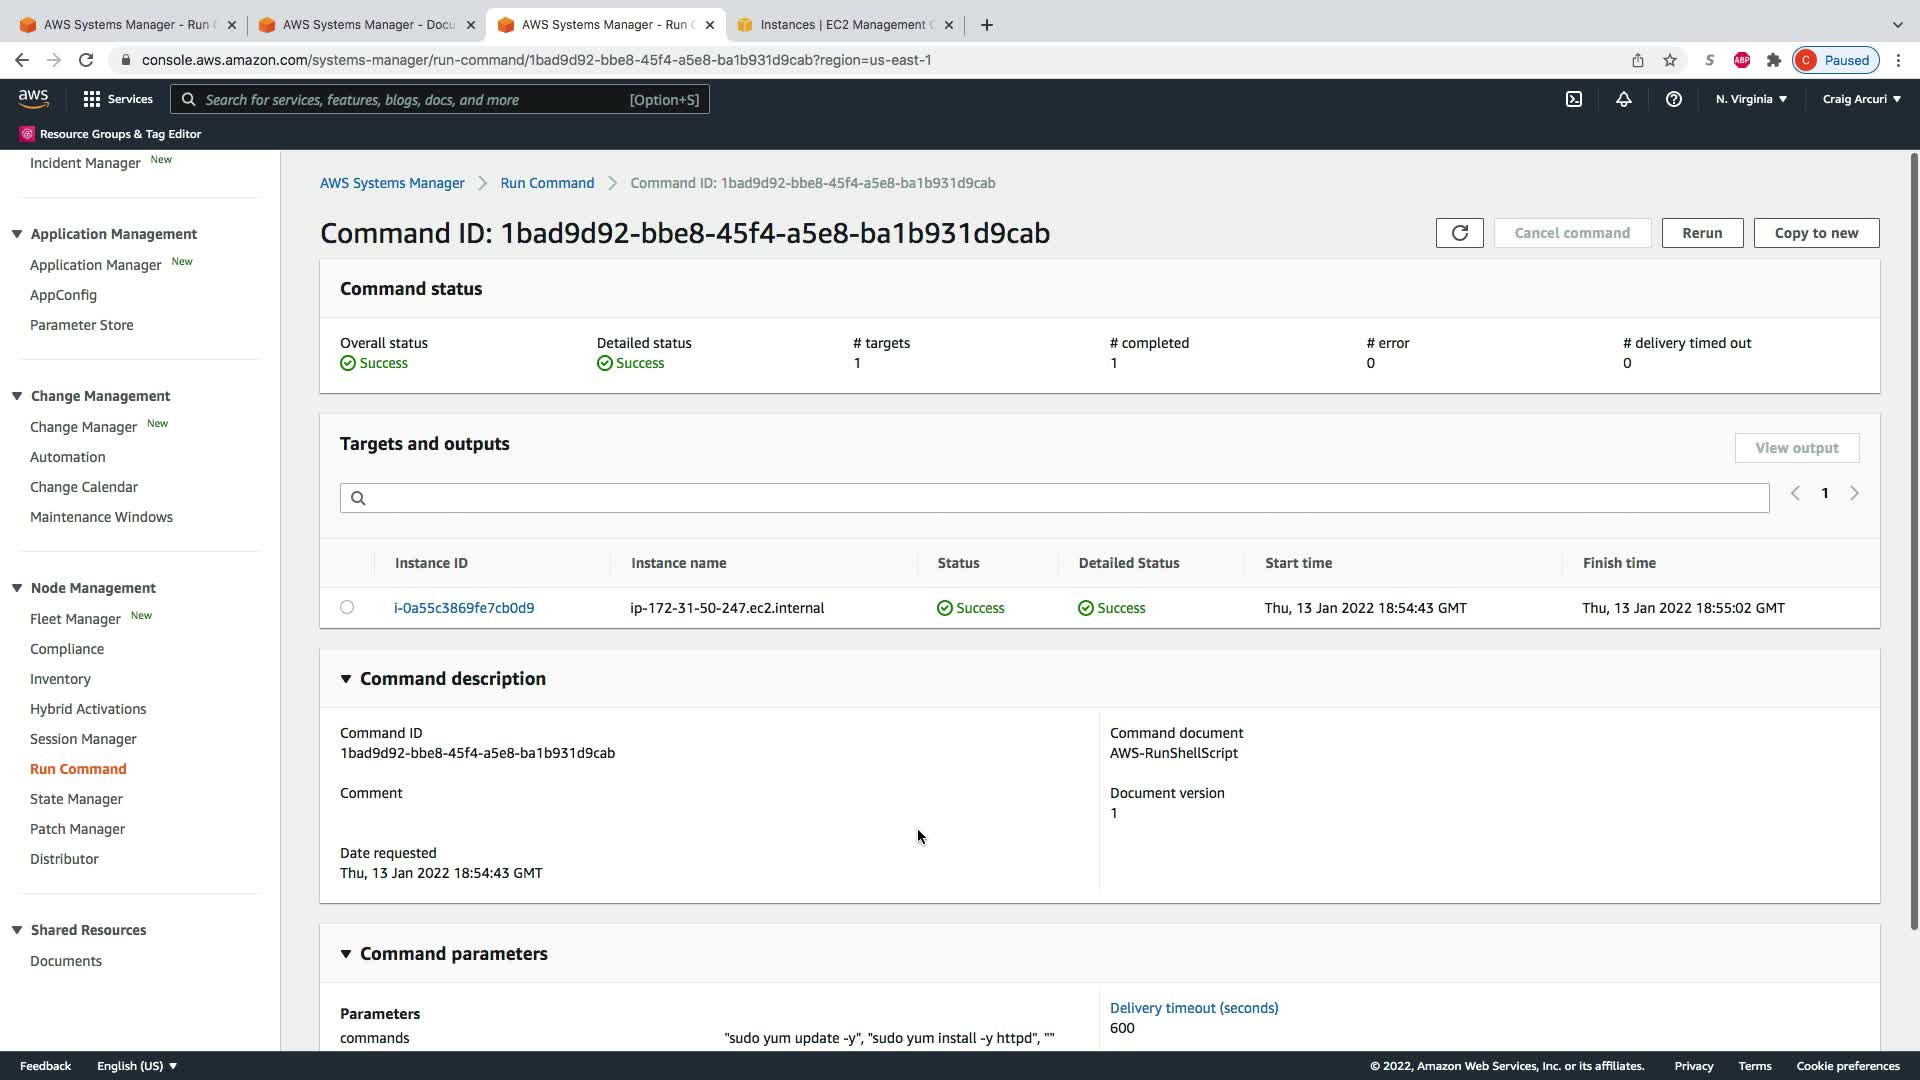 AWS Systems Manager - Run C
AWS Systems Manager - Docu
AWS Systems Manager - Run C
Instances | EC2 Management C
console.aws.amazon.com/systems-manager/run-command/1bad9d92-bbe8-45f4-a5e8-ba1b931d9cab?region=us-east-1
S
ABP
C Paused
aws
Services
Search for services, features, blogs, docs, and more [Option+S]
N. Virginia
Craig Arcuri
Resource Groups & Tag Editor
Incident Manager New
Application Management
Application Manager New
AppConfig
Parameter Store
Change Management
Change Manager New
Automation
Change Calendar
Maintenance Windows
Node Management
Fleet Manager New
Compliance
Inventory
Hybrid Activations
Session Manager
Run Command
State Manager
Patch Manager
Distributor
Shared Resources
Documents
AWS Systems Manager Run Command Command ID: 1bad9d92-bbe8-45f4-a5e8-ba1b931d9cab
Command ID: 1bad9d92-bbe8-45f4-a5e8-ba1b931d9cab
Cancel command
Rerun
Copy to new
Command status
Overall status Detailed status # targets # completed # error # delivery timed out
Success Success 1 1 0 0
Targets and outputs
View output
1
Instance ID Instance name Status Detailed Status Start time Finish time
i-0a55c3869fe7cb0d9 ip-172-31-50-247.ec2.internal Success Success Thu, 13 Jan 2022 18:54:43 GMT Thu, 13 Jan 2022 18:55:02 GMT
Command description
Command ID
1bad9d92-bbe8-45f4-a5e8-ba1b931d9cab
Comment
Date requested
Thu, 13 Jan 2022 18:54:43 GMT
Command document
AWS-RunShellScript
Document version
1
Command parameters
Parameters
commands "sudo yum update -y", "sudo yum install -y httpd", ""
Delivery timeout (seconds)
600
Feedback English (US)
© 2022, Amazon Web Services, Inc. or its affiliates. Privacy Terms Cookie preferences